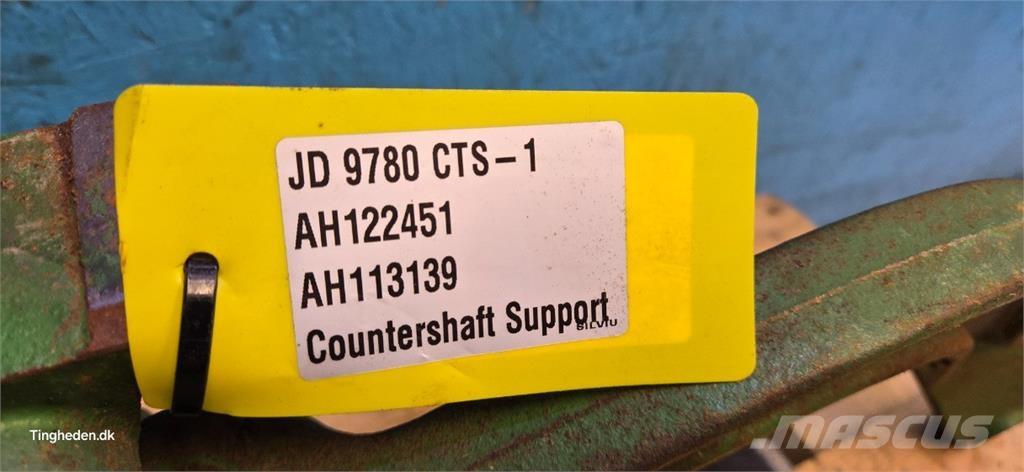 JD 9780 CTS-1
AH122451
AH113139
Countershaft Support
SILVIU
Tingheden.dk
MASCUS